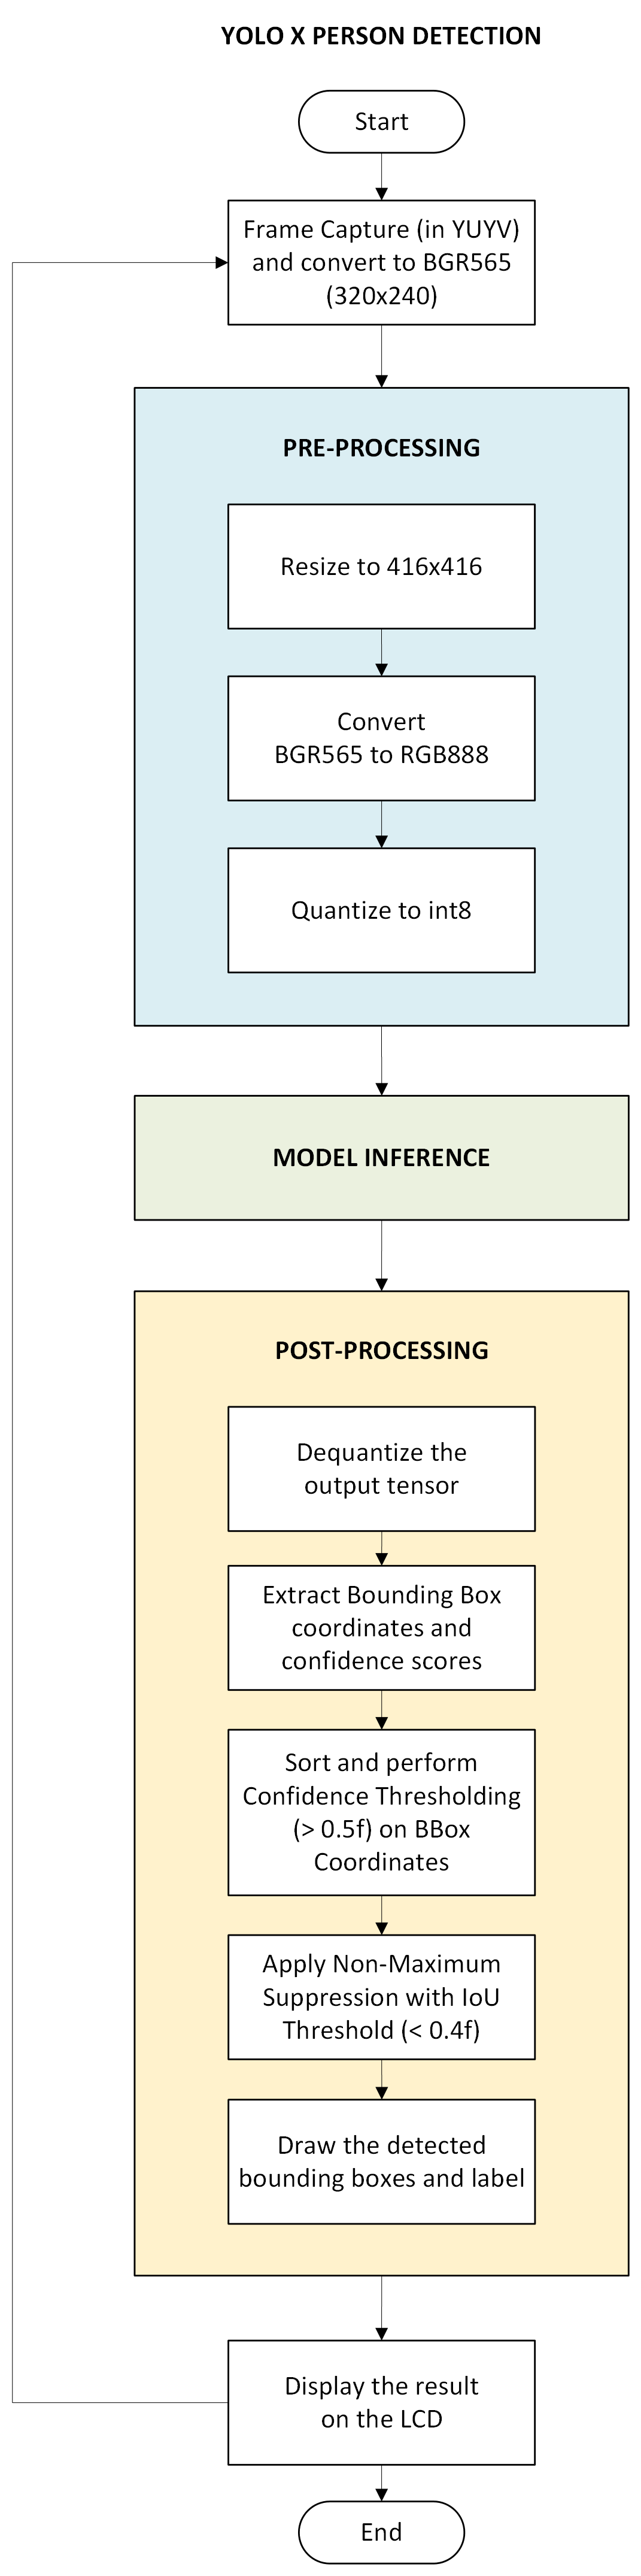 YOLO X PERSON DETECTION
Start
Frame Capture (in YUYV)
and convert to BGR565
(320x240)
PRE-PROCESSING
Resize to 416x416
Convert
BGR565 to RGB888
Quantize to int8
MODEL INFERENCE
POST-PROCESSING
Dequantize the
output tensor
Extract Bounding Box
coordinates and
confidence scores
Sort and perform
Confidence Thresholding
(> 0.5f) on BBox
Coordinates
Apply Non-Maximum
Suppression with IoU
Threshold (< 0.4f)
Draw the detected
bounding boxes and label
Display the result
on the LCD
End